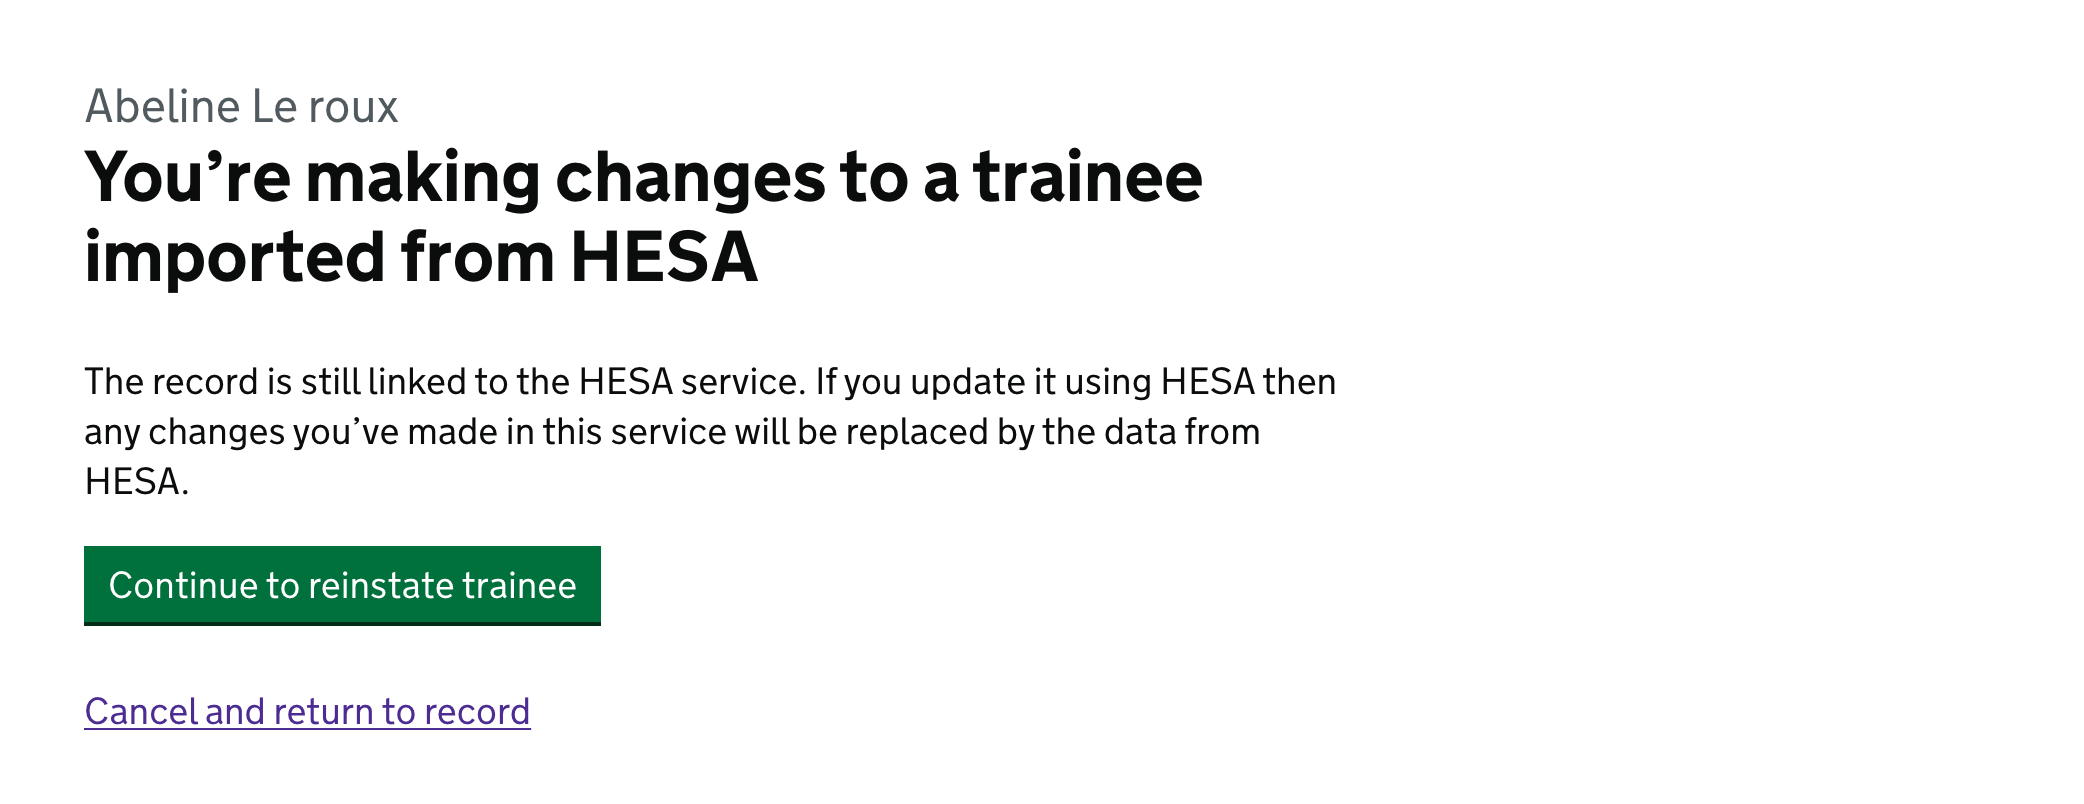 Abeline Le roux
You’re making changes to a trainee
imported from HESA
The record is still linked to the HESA service. If you update it using HESA then
any changes you’ve made in this service will be replaced by the data from
HESA.
Continue to reinstate trainee
Cancel and return to record